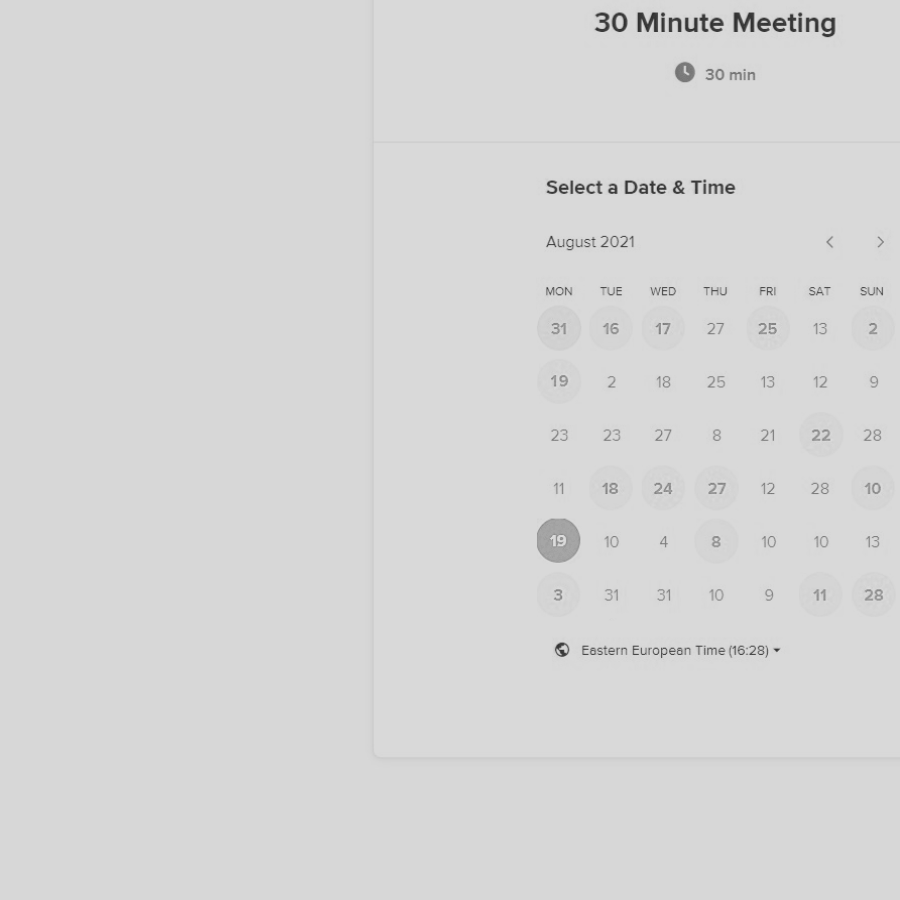 30 Minute Meeting
30 min
Select a Date & Time
August 2021
MON TUE WED THU FRI SAT SUN
31 16 17 27 25 13 2
19 2 18 25 13 12 9
23 23 27 8 21 22 28
11 18 24 27 12 28 10
19 10 4 8 10 10 13
3 31 31 10 9 11 28
Eastern European Time (16:28)